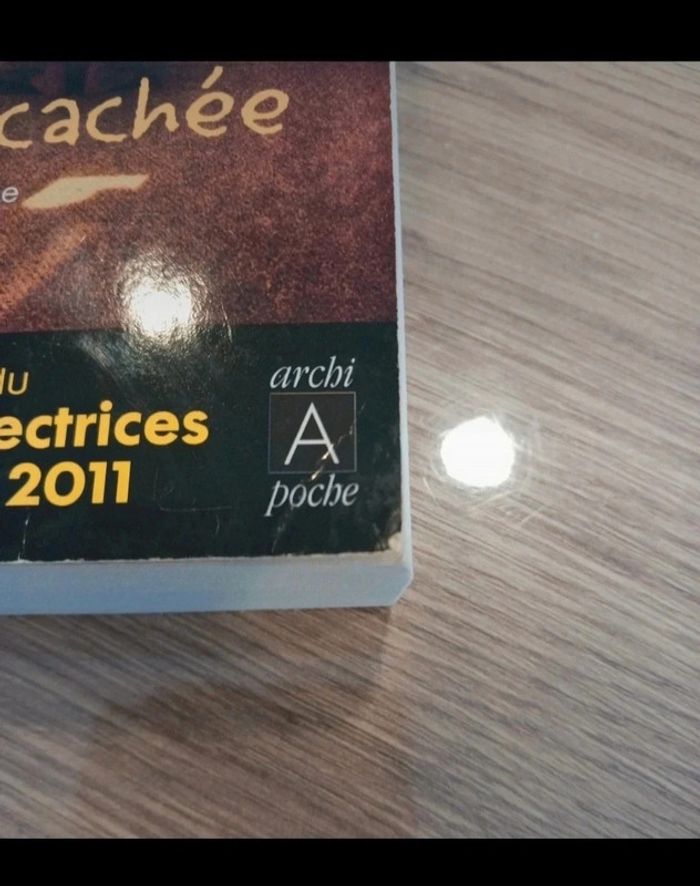 cachée
e
du
ectrices
2011
archi
A
poche